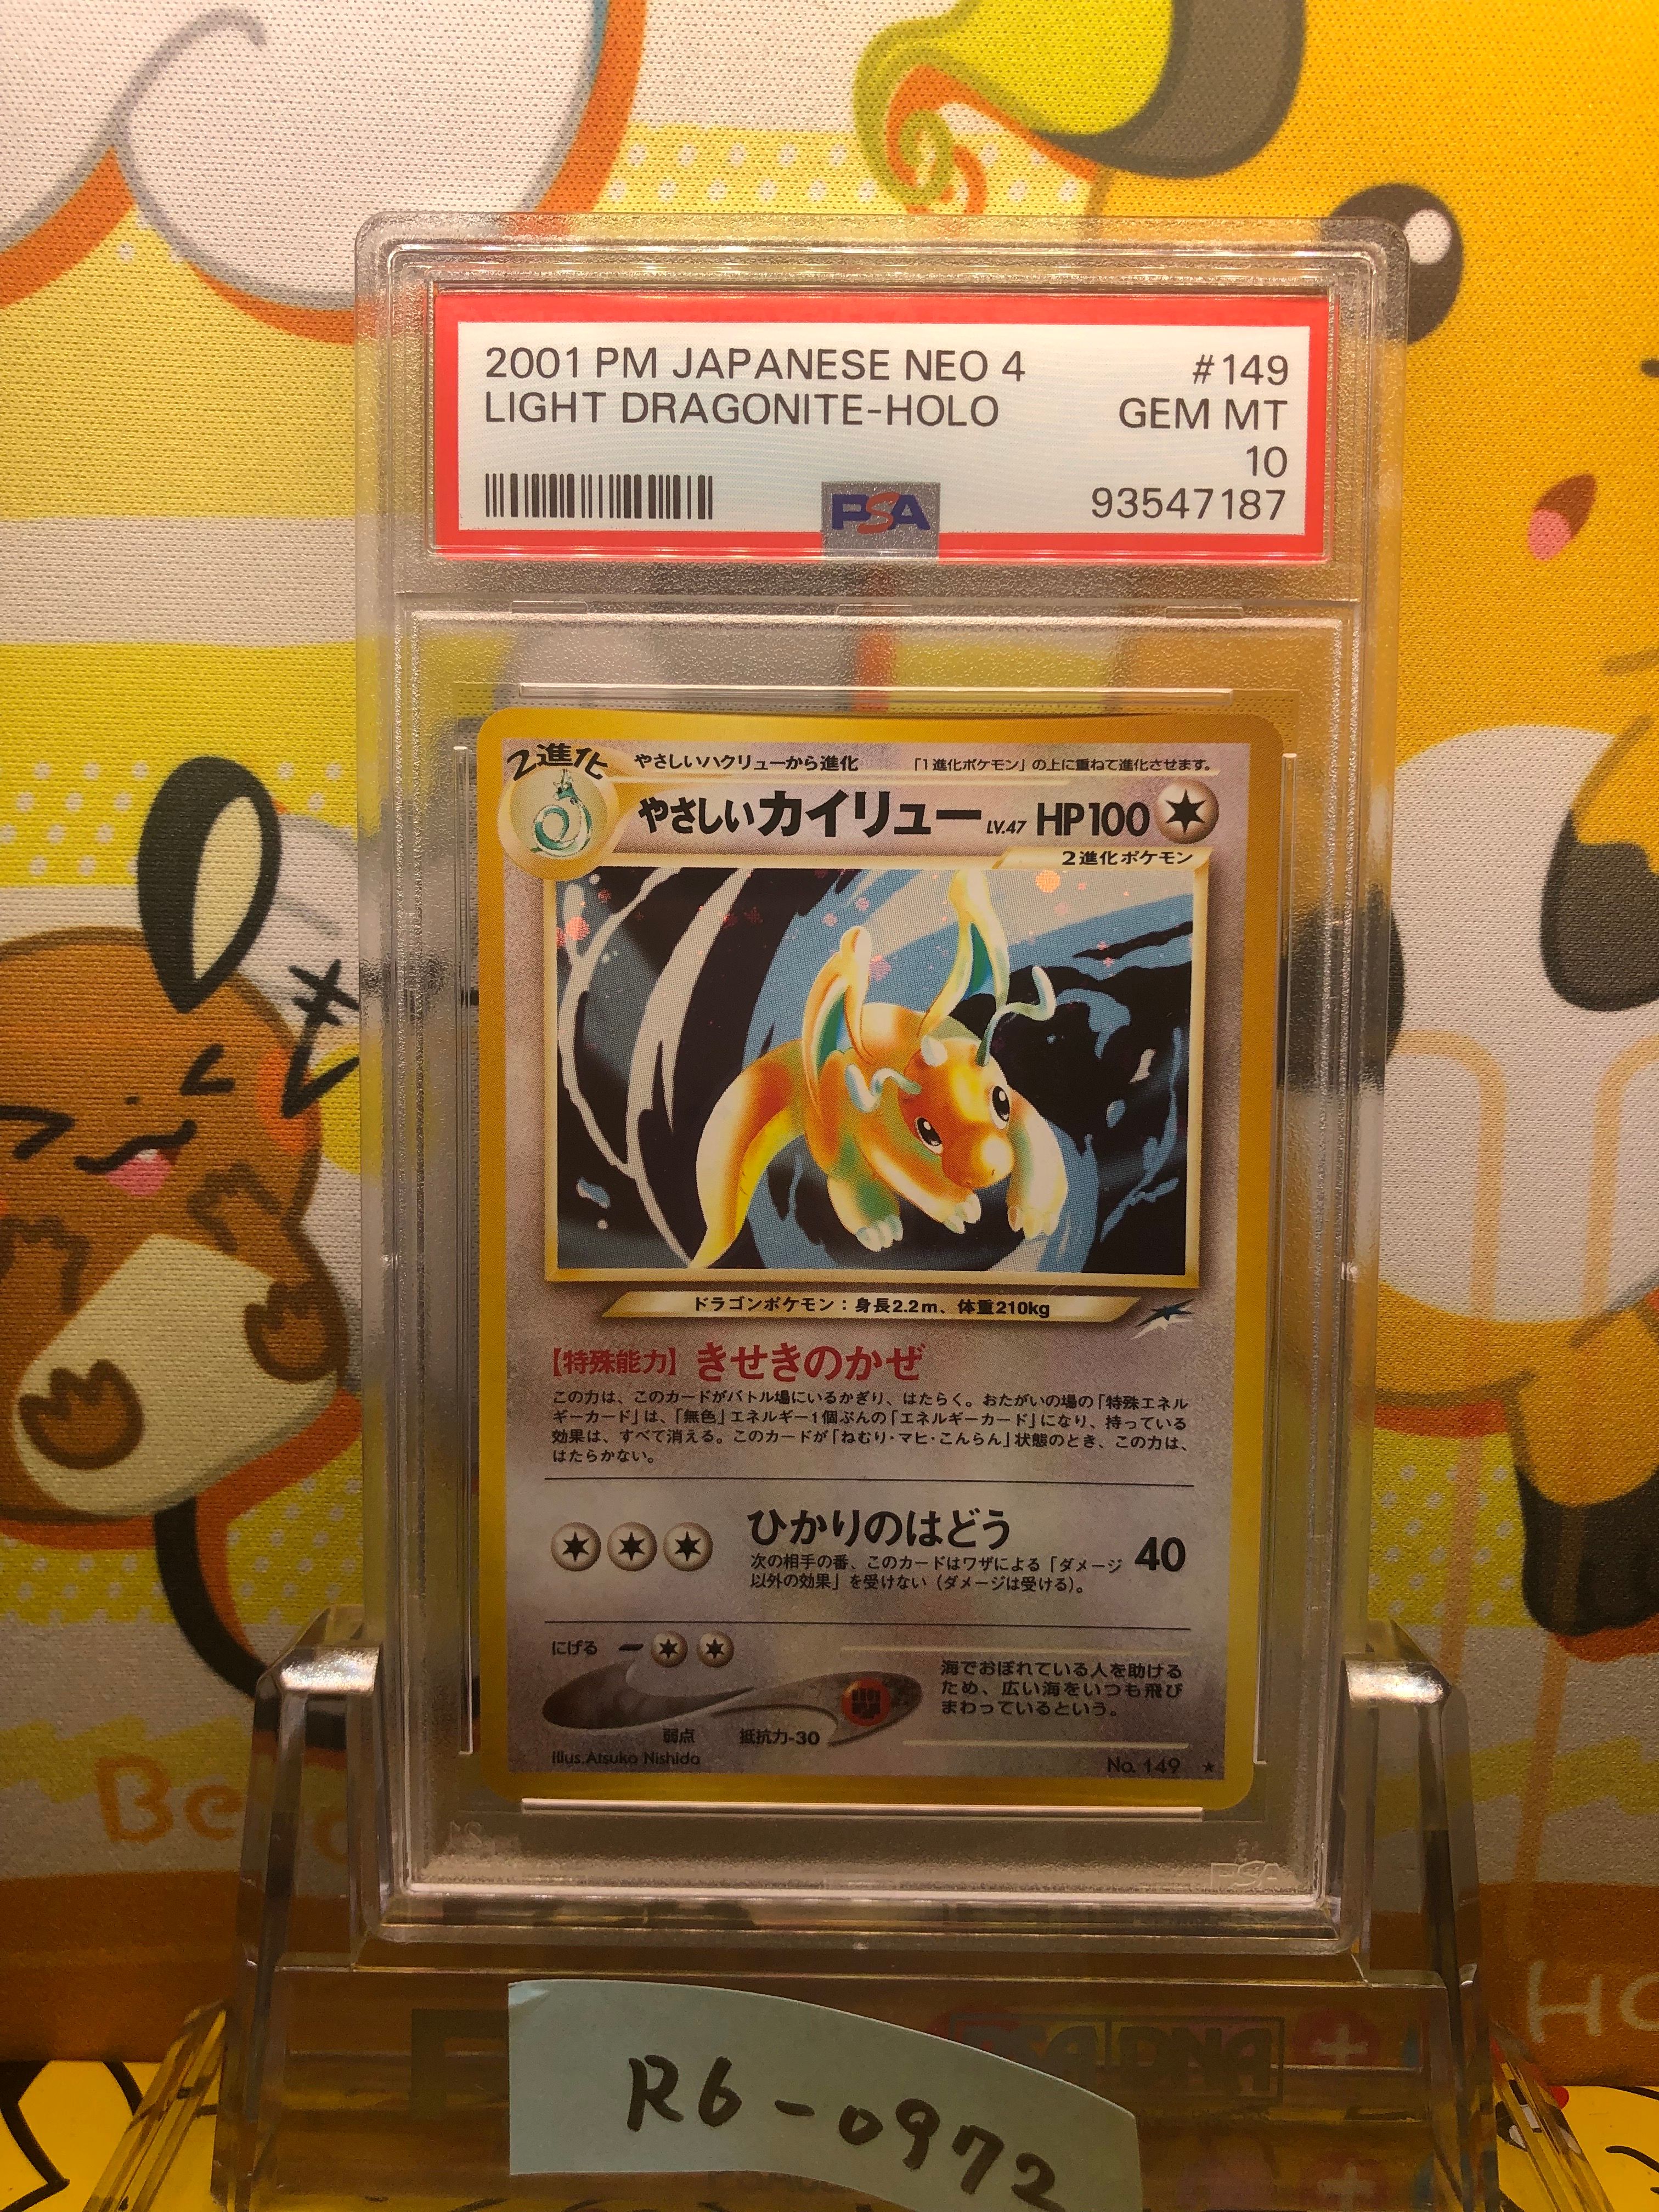 2001 PM JAPANESE NEO 4 #149
LIGHT DRAGONITE-HOLO GEM MT
10
PSA 93547187
2進化 やさしいハクリューから進化 「1進化ポケモン」の上に重ねて進化させます。
やさしいカイリュー LV.47 HP100
2進化ポケモン
ドラゴンポケモン：身長2.2m、体重210kg
【特殊能力】きせきのかぜ
この力は、このカードがバトル場にいるかぎり、はたらく。おたがいの場の「特殊エネル
ギーカード」は、「無色」エネルギー1個ぶんの「エネルギーカード」になり、持っている
効果は、すべて消える。このカードが「ねむり・マヒ・こんらん」状態のとき、この力は、
はたらかない。
ひかりのはどう 40
次の相手の番、このカードはワザによる「ダメージ
以外の効果」を受けない（ダメージは受ける）。
にげる
海でおぼれている人を助ける
ため、広い海をいつも飛び
まわっているという。
弱点 抵抗力-30
Illus.Atsuko Nishida No. 149 ★
PSA
PSA/DNA
R6-0972